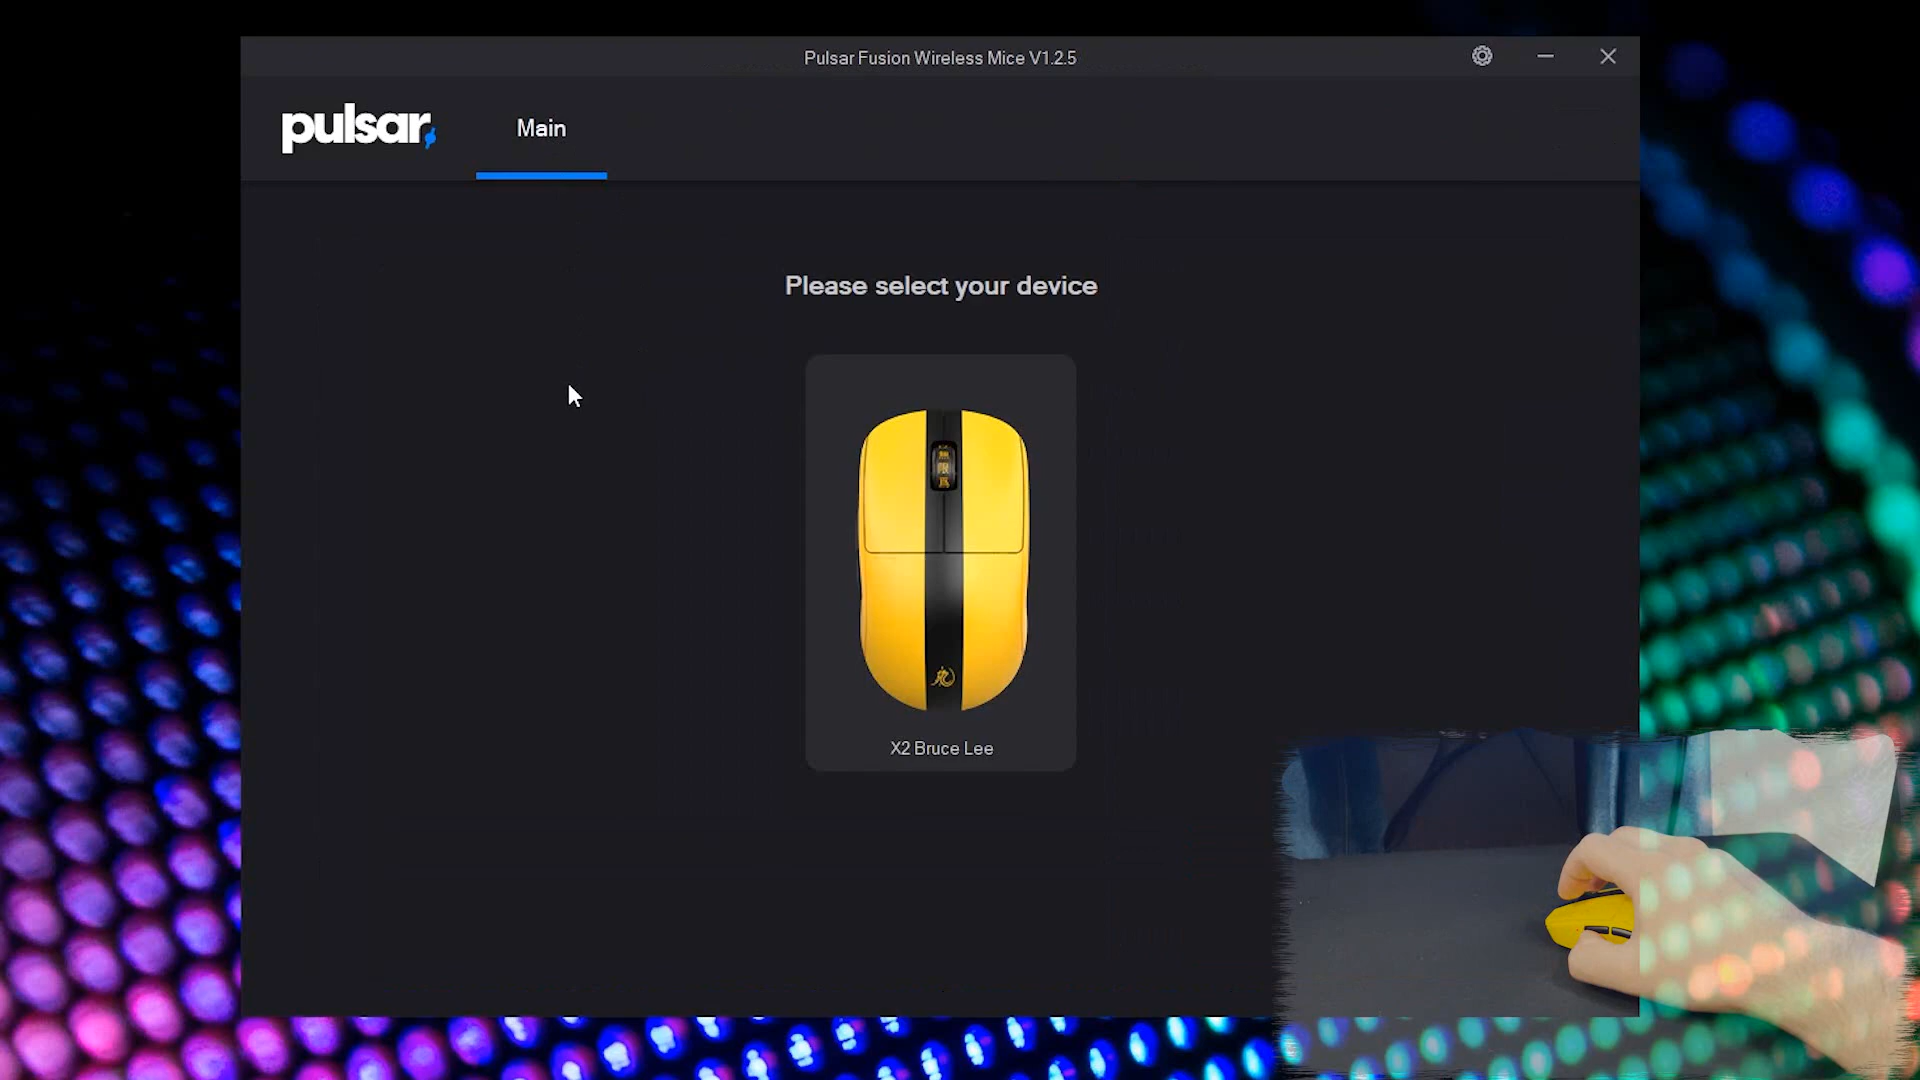 Pulsar Fusion Wireless Mice V1.2.5
pulsar
Main
Please select your device
X2 Bruce Lee